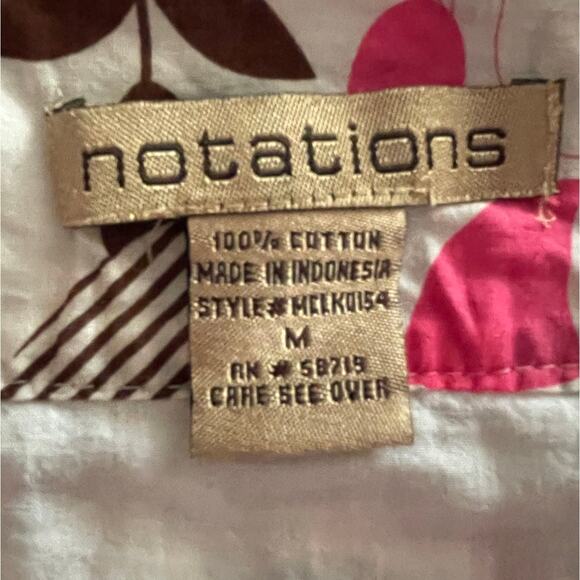 notations
100% COTTON
MADE IN INDONESIA
STYLE# MCLK0154
M
RN # 58719
CARE SEE OVER